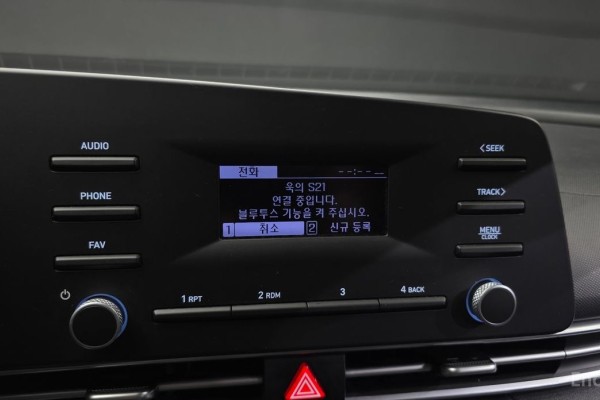 AUDIO
PHONE
FAV
전화 --:-- __
욱의 S21
연결 중입니다.
블루투스 기능을 켜 주십시오.
1 취소 2 신규 등록
<SEEK
TRACK>
MENU
CLOCK
1 RPT 2 RDM 3 4 BACK
Enc